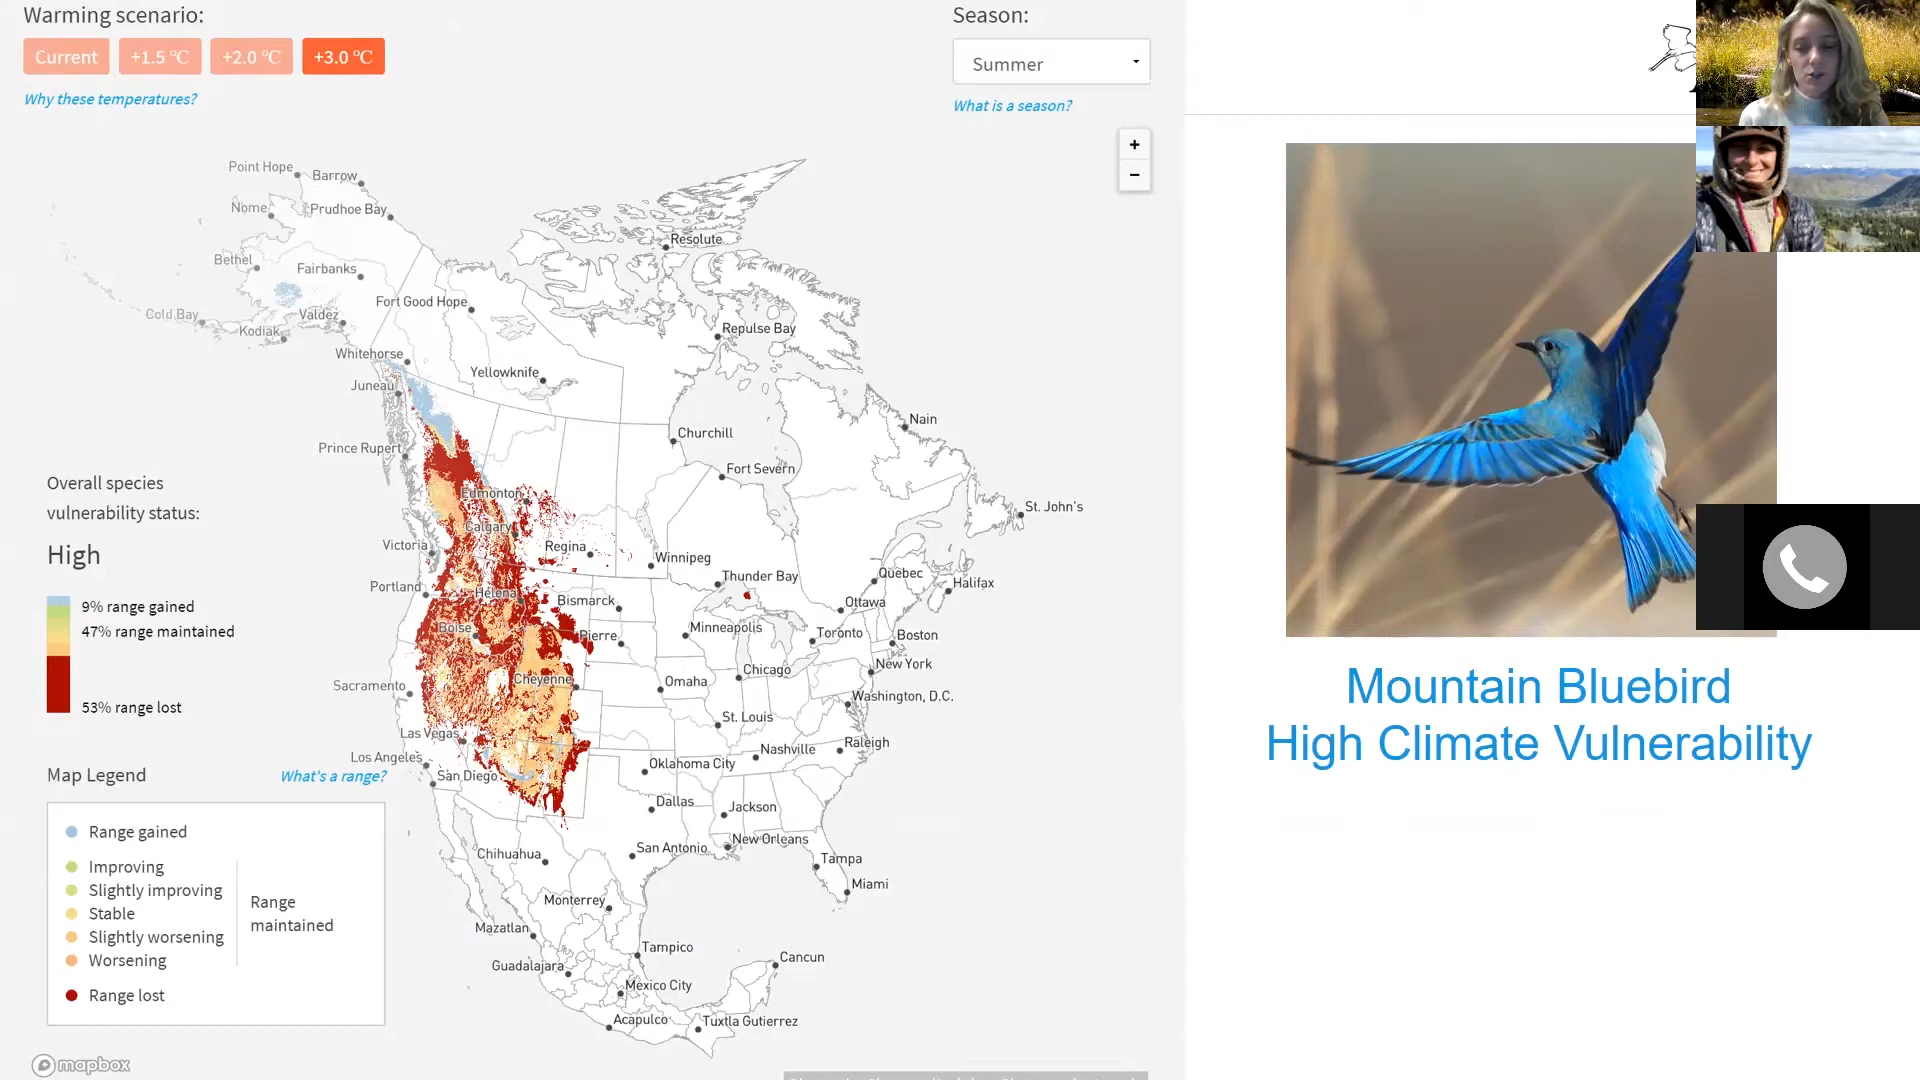 Warming scenario:
Current
+1.5 °C
+2.0 °C
+3.0 °C
Why these temperatures?
Season:
Summer
What is a season?
+
−
Point Hope
Barrow
Nome
Prudhoe Bay
Resolute
Bethel
Fairbanks
Fort Good Hope
Cold Bay
Kodiak
Valdez
Repulse Bay
Whitehorse
Juneau
Yellowknife
Nain
Churchill
Prince Rupert
Fort Severn
Edmonton
St. John's
Calgary
Victoria
Regina
Winnipeg
Thunder Bay
Quebec
Halifax
Portland
Helena
Bismarck
Ottawa
Boise
Pierre
Minneapolis
Toronto
Boston
New York
Chicago
Sacramento
Cheyenne
Omaha
Washington, D.C.
St. Louis
Las Vegas
Nashville
Raleigh
Los Angeles
San Diego
Oklahoma City
Dallas
Jackson
New Orleans
San Antonio
Chihuahua
Tampa
Miami
Monterrey
Mazatlan
Tampico
Cancun
Guadalajara
Mexico City
Acapulco
Tuxtla Gutierrez
Overall species
vulnerability status:
High
9% range gained
47% range maintained
53% range lost
Map Legend
What's a range?
Range gained
Improving
Slightly improving
Stable
Slightly worsening
Worsening
Range
maintained
Range lost
mapbox
Mountain Bluebird
High Climate Vulnerability